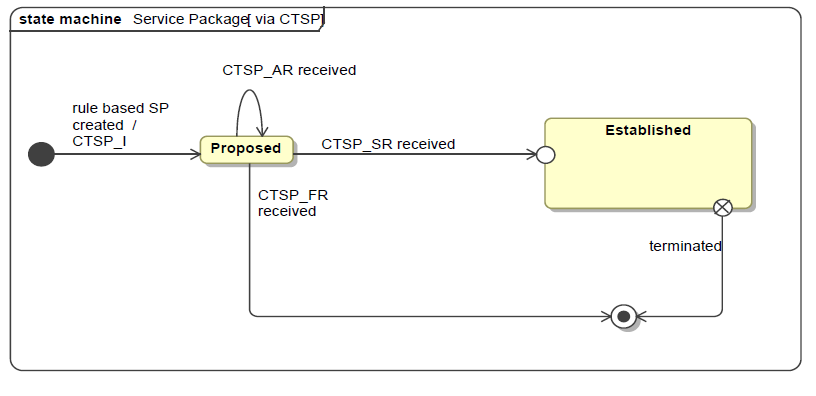 state machine Service Package[ via CTSP]
CTSP_AR received
rule based SP
created /
CTSP_I
Proposed
CTSP_SR received
Established
CTSP_FR
received
terminated